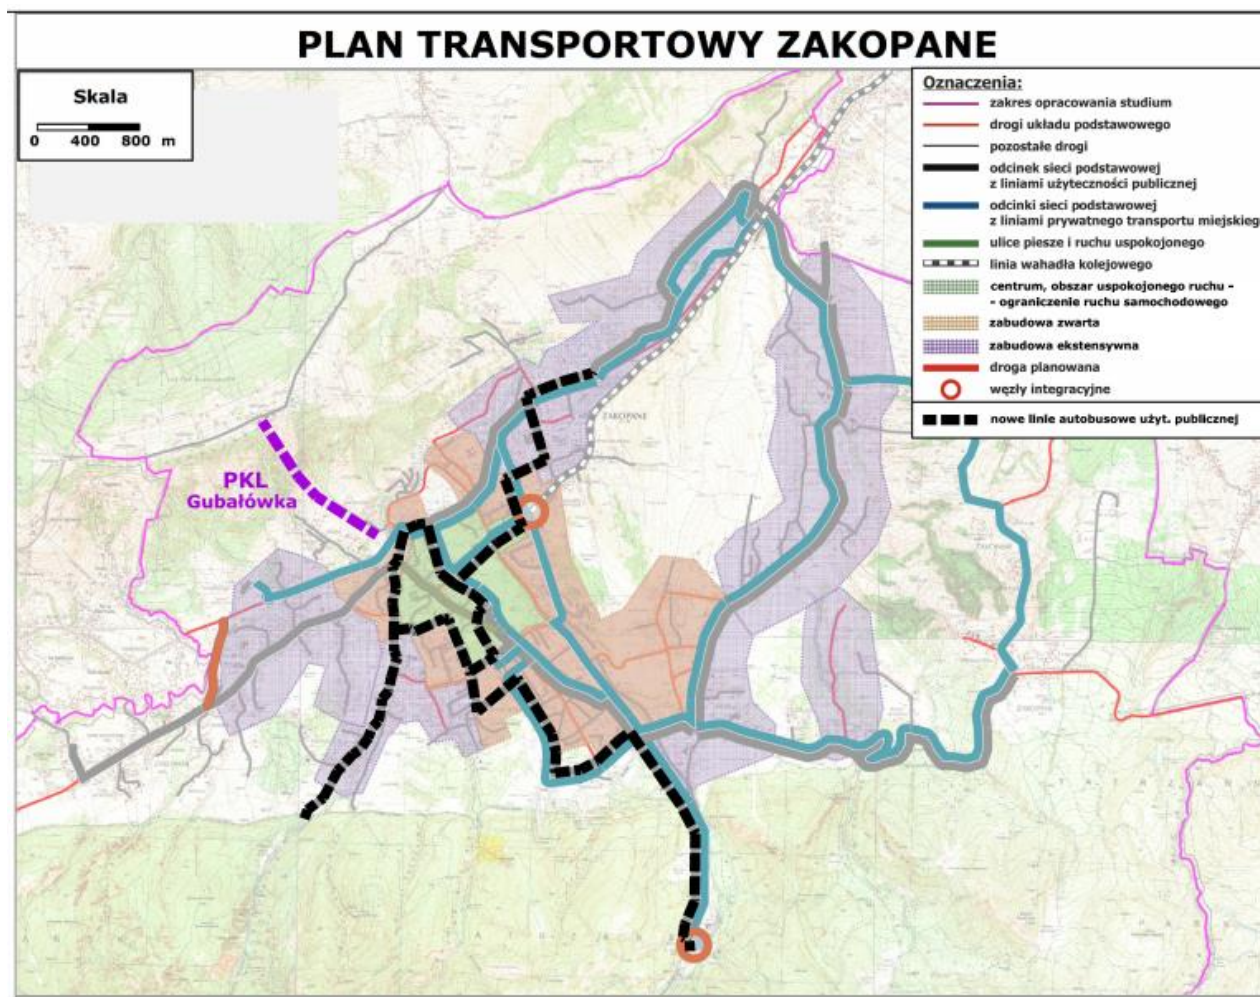 PLAN TRANSPORTOWY ZAKOPANE
Skala
0 400 800 m
Oznaczenia:
zakres opracowania studium
drogi układu podstawowego
pozostałe drogi
odcinek sieci podstawowej
z liniami użyteczności publicznej
odcinki sieci podstawowej
z liniami prywatnego transportu miejskieg
ulice piesze i ruchu uspokojonego
linia wahadła kolejowego
centrum, obszar uspokojonego ruchu -
- ograniczenie ruchu samochodowego
zabudowa zwarta
zabudowa ekstensywna
droga planowana
węzły integracyjne
nowe linie autobusowe użyt. publicznej
ZAKOPANE
PKL
Gubałówka